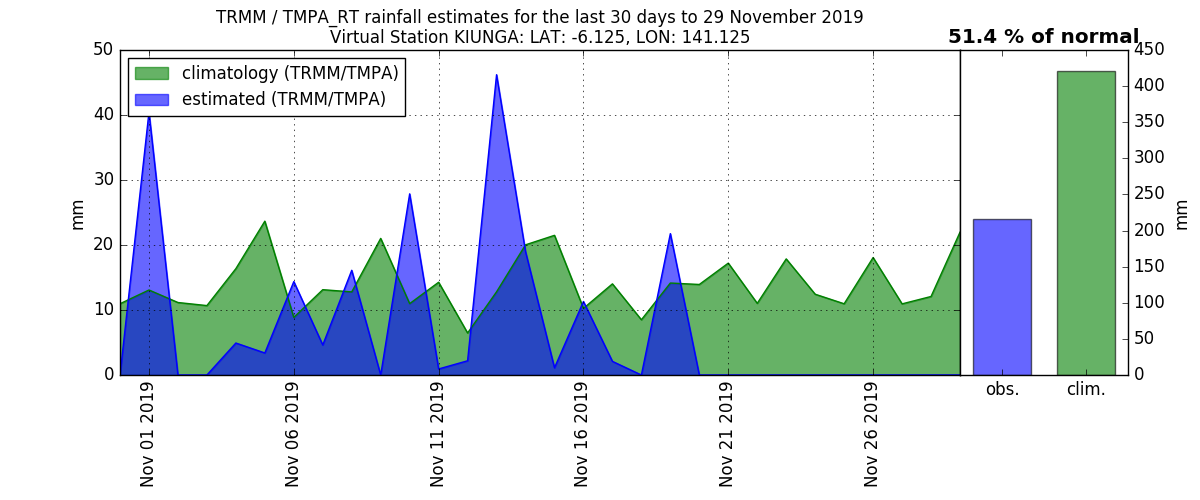 TRMM / TMPA_RT rainfall estimates for the last 30 days to 29 November 2019
Virtual Station KIUNGA: LAT: -6.125, LON: 141.125
51.4 % of normal
climatology (TRMM/TMPA)
estimated (TRMM/TMPA)
50
40
30
20
10
0
mm
Nov 01 2019
Nov 06 2019
Nov 11 2019
Nov 16 2019
Nov 21 2019
Nov 26 2019
obs.
clim.
450
400
350
300
250
200
150
100
50
0
mm